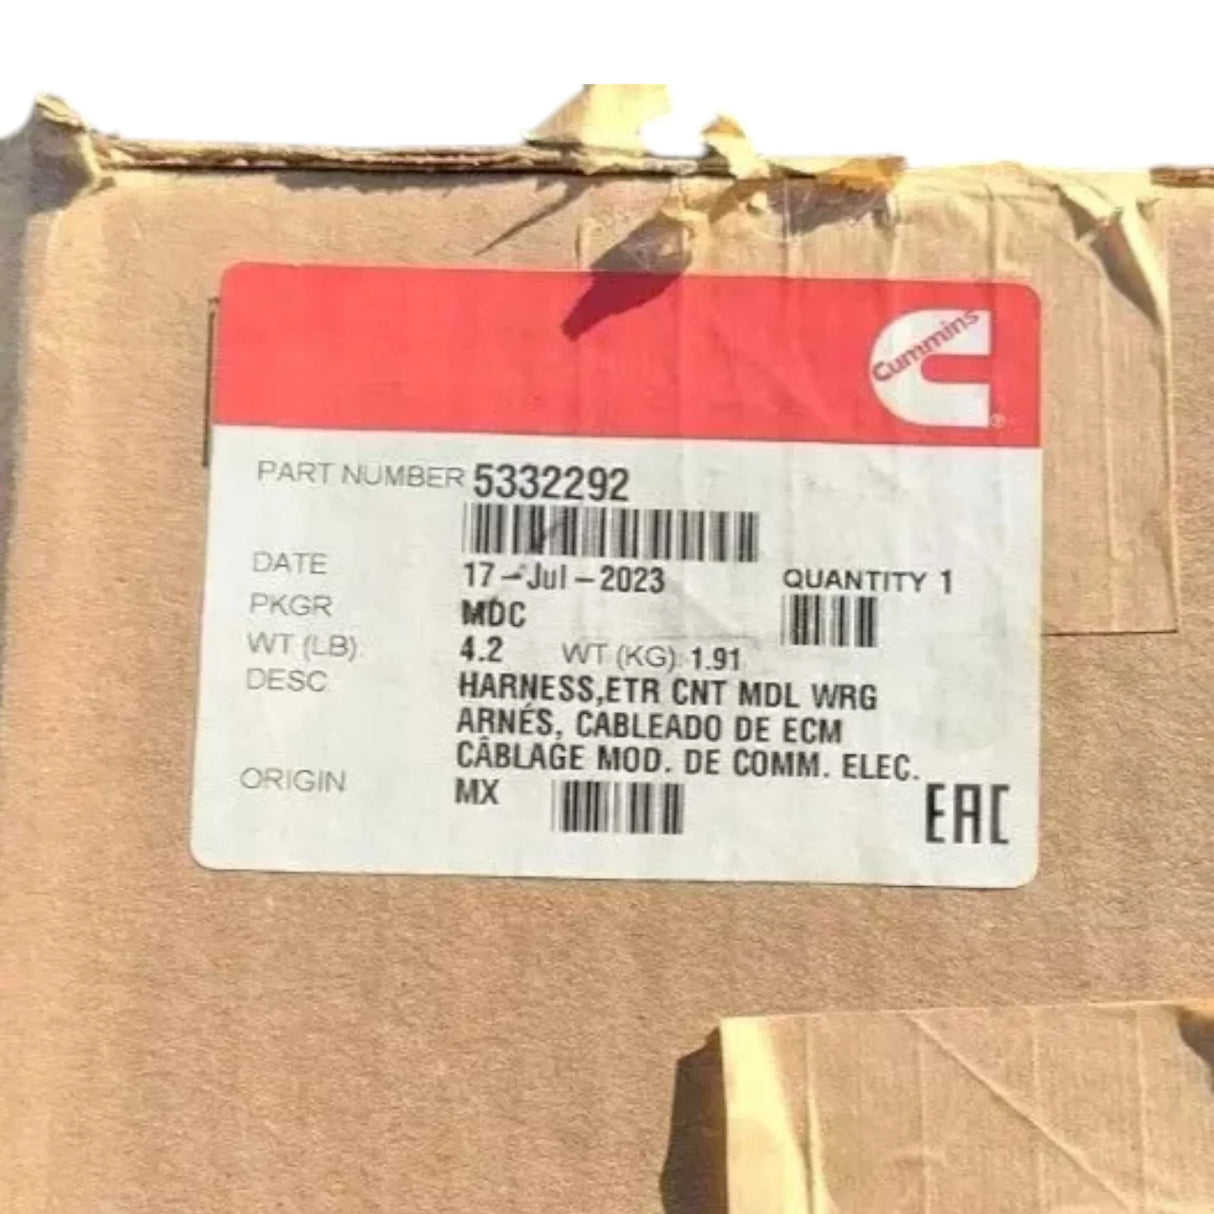 Cummins
®
PART NUMBER 5332292
DATE 17-Jul-2023 QUANTITY 1
PKGR MDC
WT (LB) 4.2 WT (KG) 1.91
DESC HARNESS,ETR CNT MDL WRG
ARNÉS, CABLEADO DE ECM
CÂBLAGE MOD. DE COMM. ELEC.
ORIGIN MX
EAC